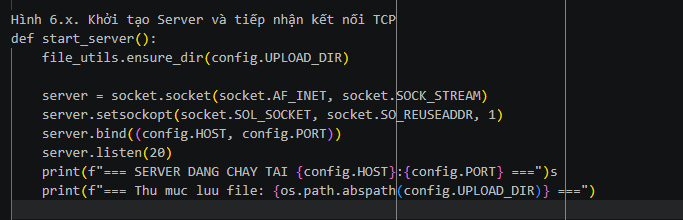 Hình 6.x. Khởi tạo Server và tiếp nhận kết nối TCP
def start_server():
    file_utils.ensure_dir(config.UPLOAD_DIR)

    server = socket.socket(socket.AF_INET, socket.SOCK_STREAM)
    server.setsockopt(socket.SOL_SOCKET, socket.SO_REUSEADDR, 1)
    server.bind((config.HOST, config.PORT))
    server.listen(20)
    print(f"=== SERVER DANG CHAY TAI {config.HOST}:{config.PORT} ===")s
    print(f"=== Thu muc luu file: {os.path.abspath(config.UPLOAD_DIR)} ===")